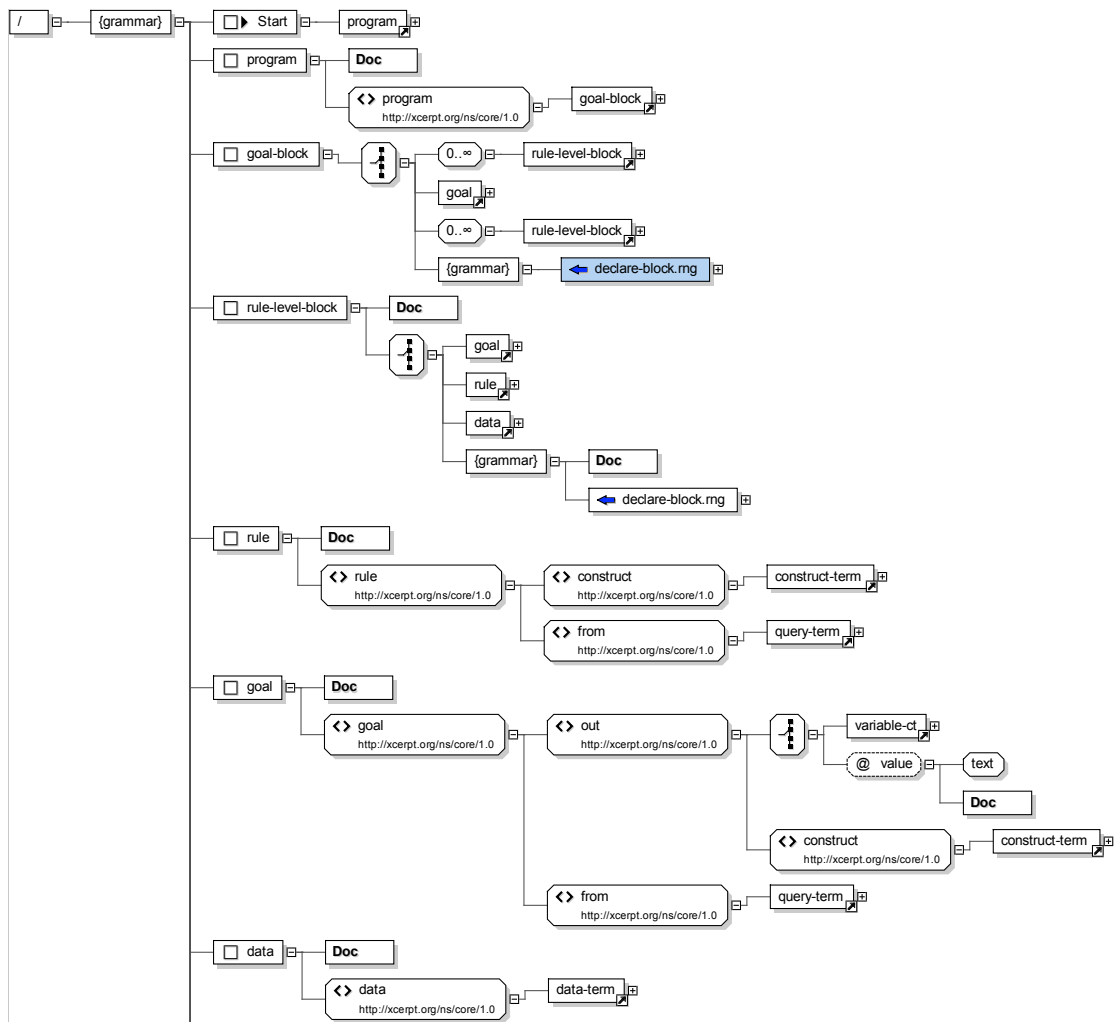 / {grammar} Start program
program Doc
program
http://xcerpt.org/ns/core/1.0
goal-block
goal-block 0..∞ rule-level-block
goal
0..∞ rule-level-block
{grammar} declare-block.rng
rule-level-block Doc
goal
rule
data
{grammar} Doc
declare-block.rng
rule Doc
rule
http://xcerpt.org/ns/core/1.0
construct
http://xcerpt.org/ns/core/1.0
construct-term
from
http://xcerpt.org/ns/core/1.0
query-term
goal Doc
goal
http://xcerpt.org/ns/core/1.0
out
http://xcerpt.org/ns/core/1.0
variable-ct
@ value text
Doc
construct
http://xcerpt.org/ns/core/1.0
construct-term
from
http://xcerpt.org/ns/core/1.0
query-term
data Doc
data
http://xcerpt.org/ns/core/1.0
data-term